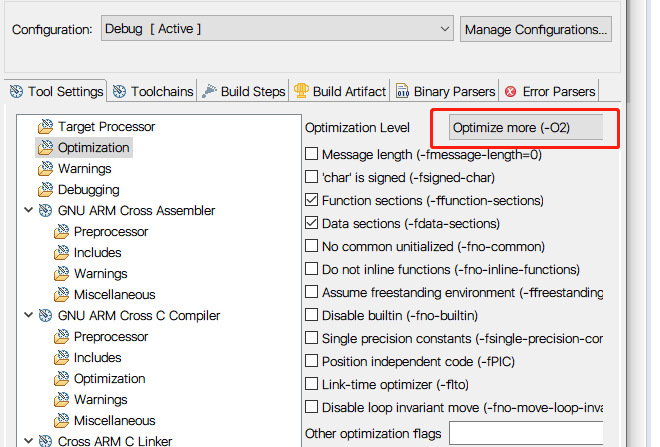 Configuration: Debug [ Active ] Manage Configurations...
Tool Settings Toolchains Build Steps Build Artifact Binary Parsers Error Parsers
Target Processor
Optimization
Warnings
Debugging
GNU ARM Cross Assembler
Preprocessor
Includes
Warnings
Miscellaneous
GNU ARM Cross C Compiler
Preprocessor
Includes
Optimization
Warnings
Miscellaneous
Cross ARM C Linker
Optimization Level Optimize more (-O2)
Message length (-fmessage-length=0)
'char' is signed (-fsigned-char)
Function sections (-ffunction-sections)
Data sections (-fdata-sections)
No common unitialized (-fno-common)
Do not inline functions (-fno-inline-functions)
Assume freestanding environment (-ffreestanding
Disable builtin (-fno-builtin)
Single precision constants (-fsingle-precision-cor
Position independent code (-fPIC)
Link-time optimizer (-flto)
Disable loop invariant move (-fno-move-loop-inva
Other optimization flags